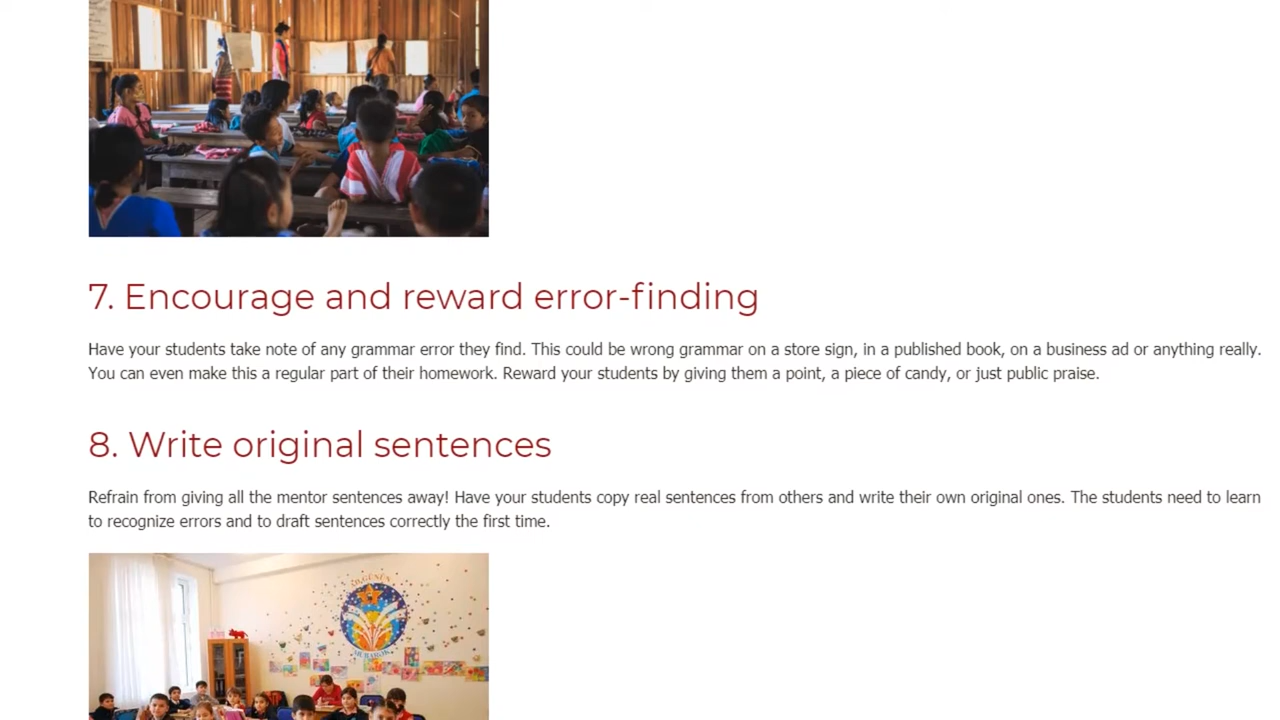 7. Encourage and reward error-finding
Have your students take note of any grammar error they find. This could be wrong grammar on a store sign, in a published book, on a business ad or anything really.
You can even make this a regular part of their homework. Reward your students by giving them a point, a piece of candy, or just public praise.
8. Write original sentences
Refrain from giving all the mentor sentences away! Have your students copy real sentences from others and write their own original ones. The students need to learn
to recognize errors and to draft sentences correctly the first time.